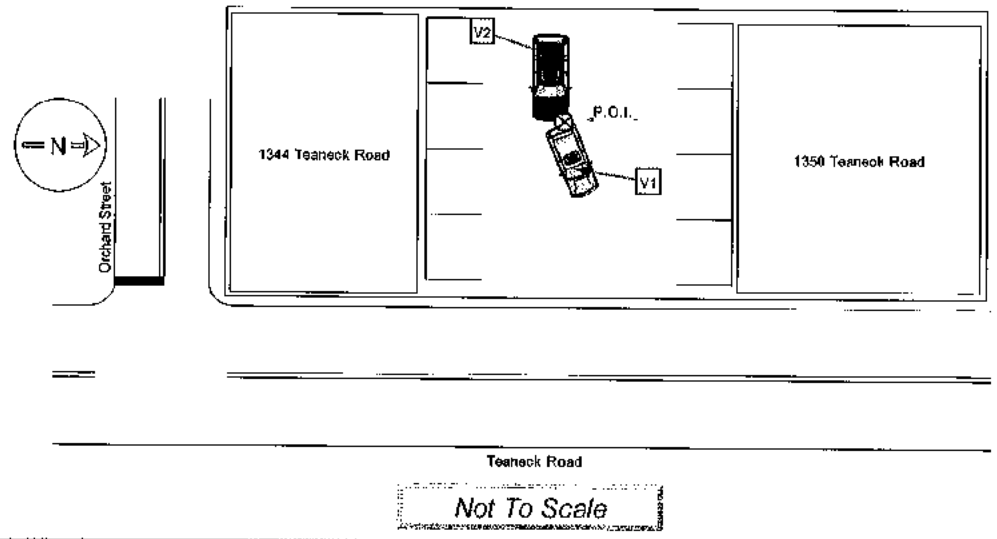 V2
P.O.I.
N
1344 Teaneck Road
1350 Teaneck Road
V1
Orchard Street
Teaneck Road
Not To Scale